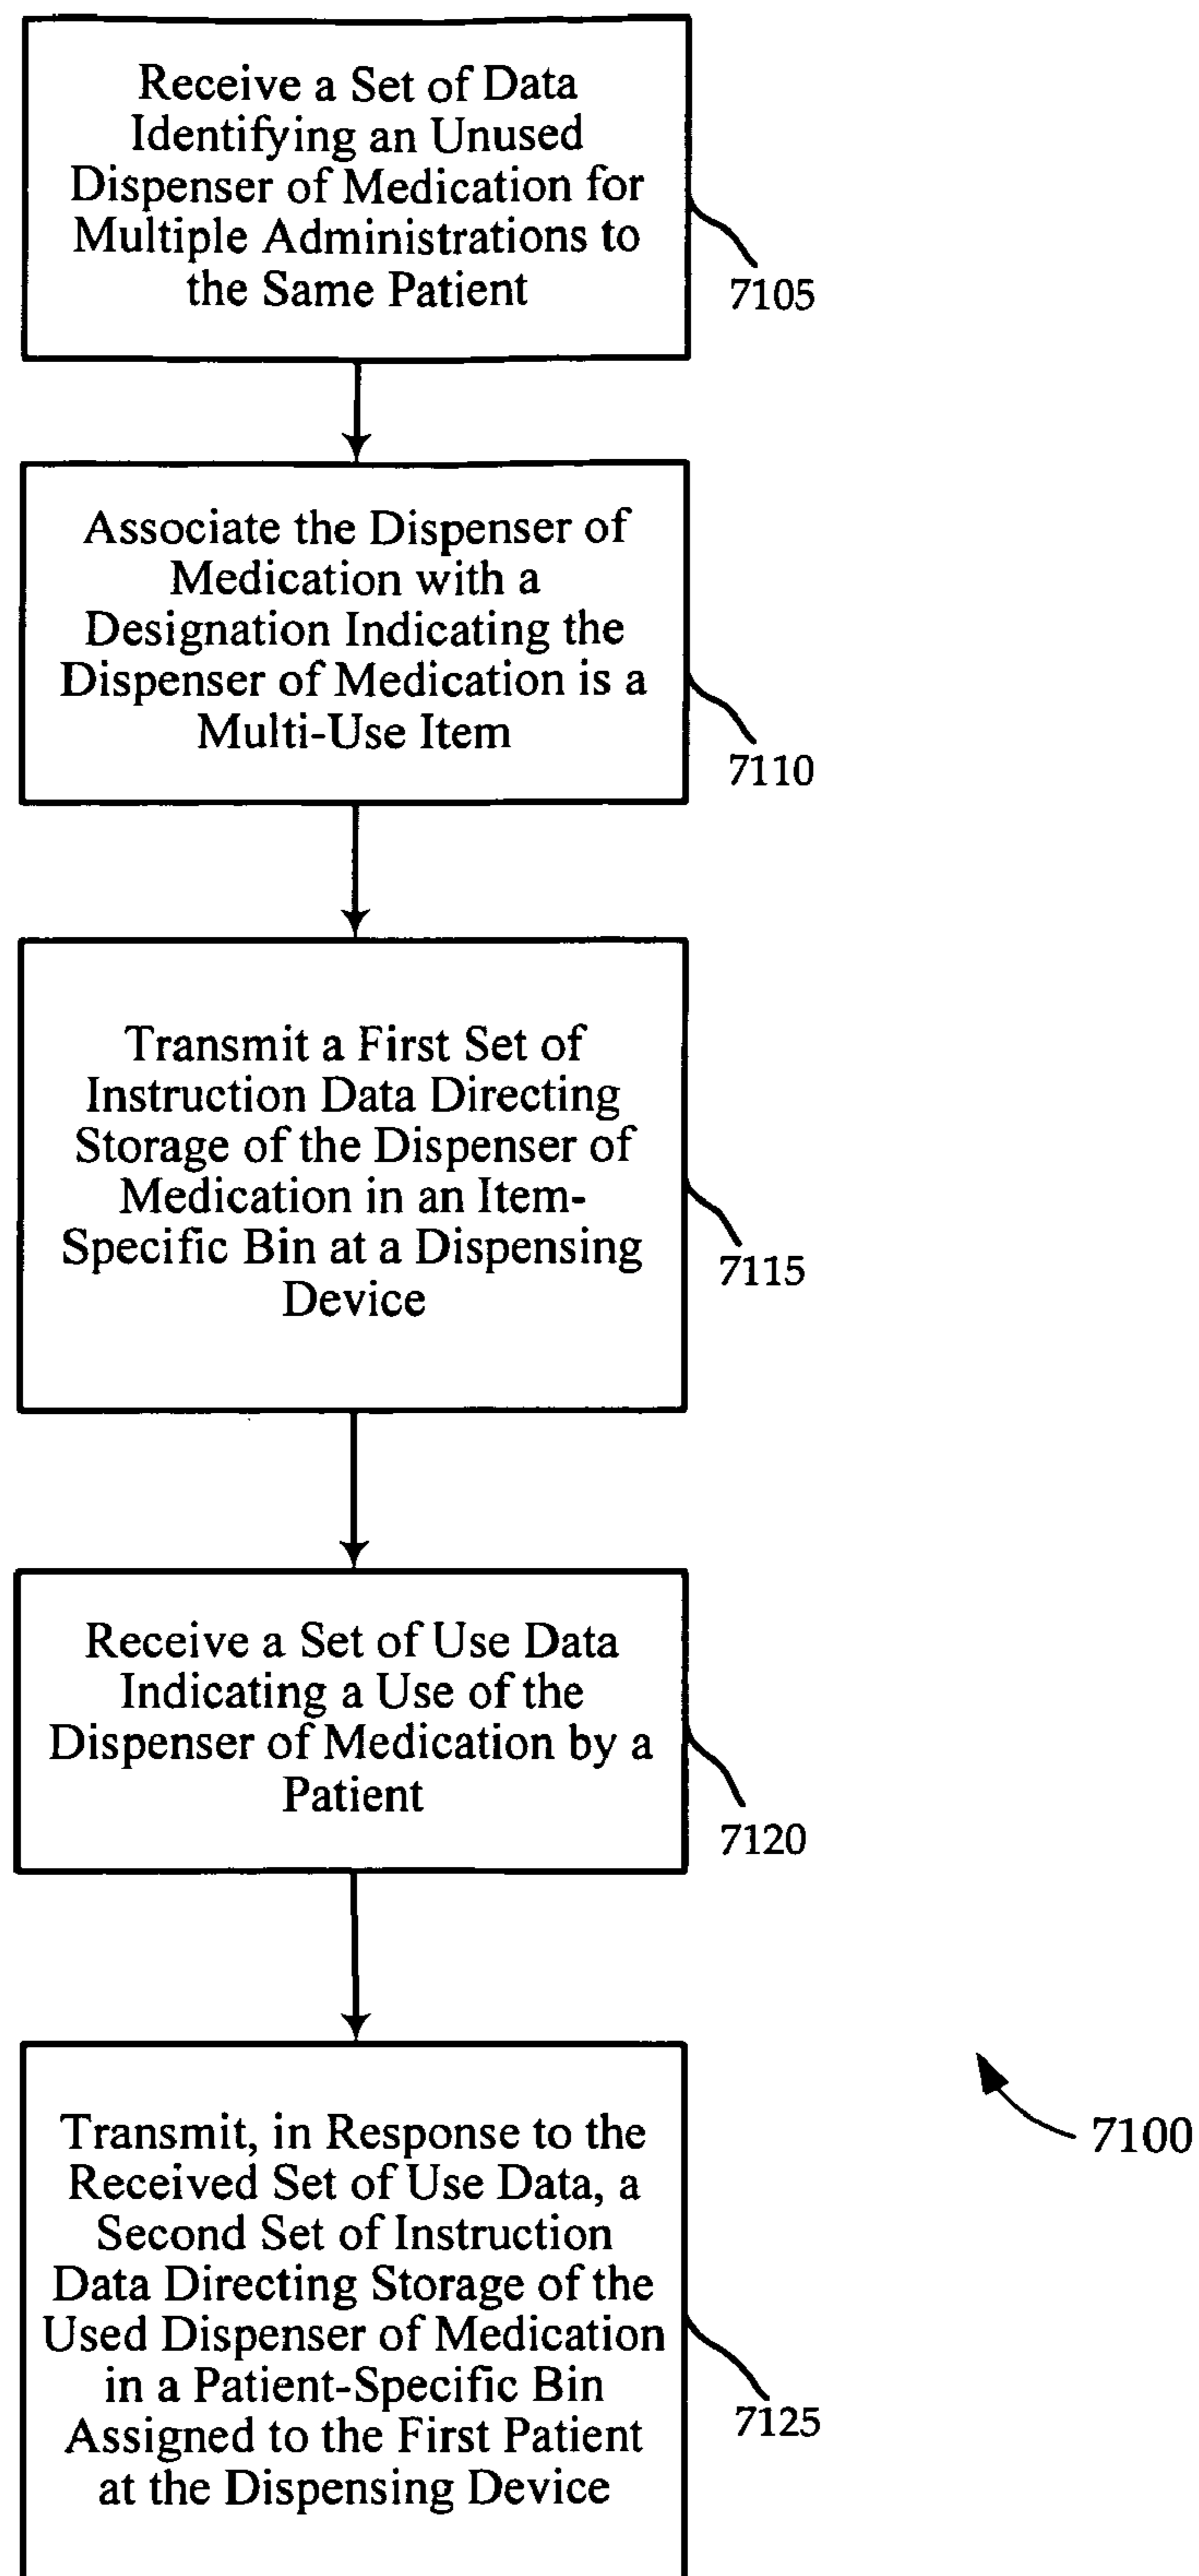 Receive a Set of Data
Identifying an Unused
Dispenser of Medication for
Multiple Administrations to
the Same Patient
7105
Associate the Dispenser of
Medication with a
Designation Indicating the
Dispenser of Medication is a
Multi-Use Item
7110
Transmit a First Set of
Instruction Data Directing
Storage of the Dispenser of
Medication in an Item-
Specific Bin at a Dispensing
Device
7115
Receive a Set of Use Data
Indicating a Use of the
Dispenser of Medication by a
Patient
7120
Transmit, in Response to the
Received Set of Use Data, a
Second Set of Instruction
Data Directing Storage of the
Used Dispenser of Medication
in a Patient-Specific Bin
Assigned to the First Patient
at the Dispensing Device
7125
7100